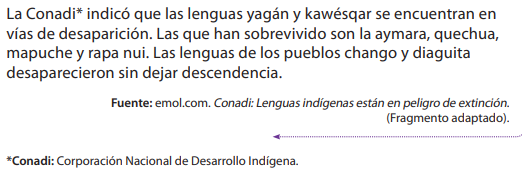 La Conadi* indicó que las lenguas yagán y kawésqar se encuentran en
vías de desaparición. Las que han sobrevivido son la aymara, quechua,
mapuche y rapa nui. Las lenguas de los pueblos chango y diaguita
desaparecieron sin dejar descendencia.
Fuente: emol.com. Conadi: Lenguas indígenas están en peligro de extinción.
(Fragmento adaptado).
*Conadi: Corporación Nacional de Desarrollo Indígena.